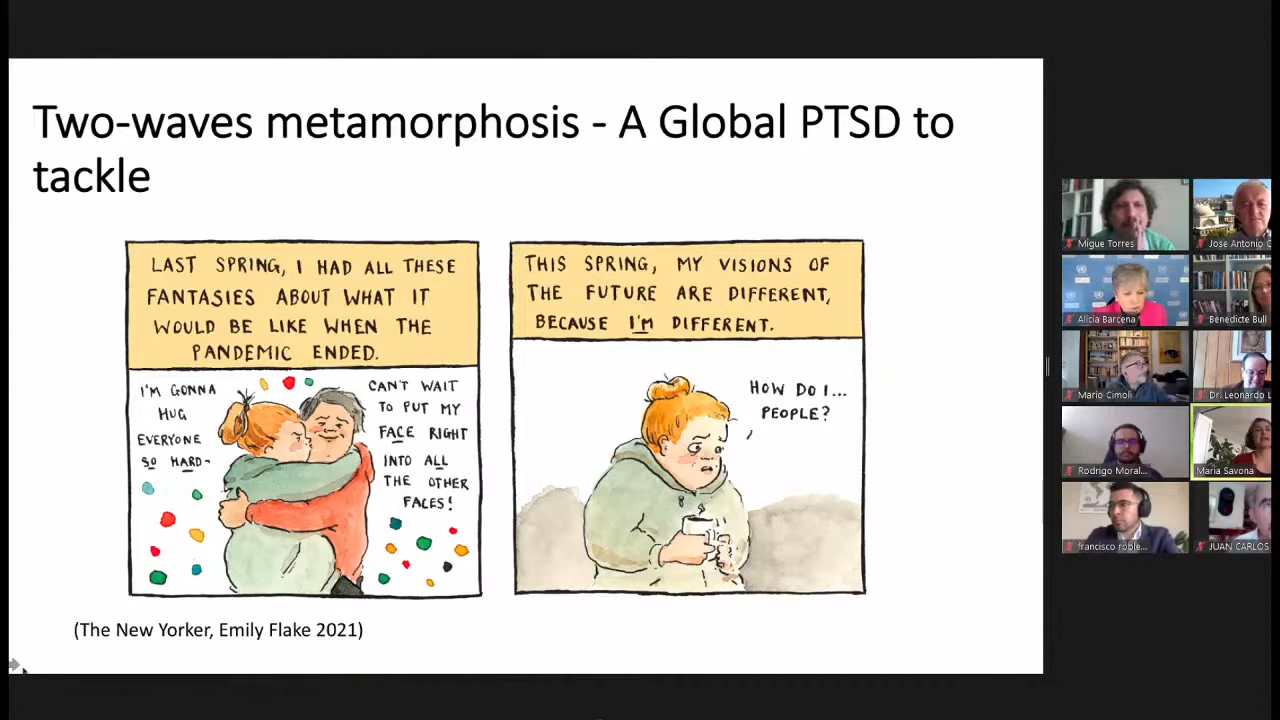 Two-waves metamorphosis - A Global PTSD to
tackle
LAST SPRING, I HAD ALL THESE
FANTASIES ABOUT WHAT IT
WOULD BE LIKE WHEN THE
PANDEMIC ENDED.
I'M GONNA
HUG
EVERYONE
SO HARD-
CAN'T WAIT
TO PUT MY
FACE RIGHT
INTO ALL
THE OTHER
FACES!
THIS SPRING, MY VISIONS OF
THE FUTURE ARE DIFFERENT,
BECAUSE I'M DIFFERENT.
HOW DO I...
PEOPLE?
(The New Yorker, Emily Flake 2021)
Migue Torres
Jose Antonio
Alicia Barcena
Benedicte Bull
Mario Cimoli
Dr. Leonardo L
Rodrigo Moral...
Maria Savona
francisco roble...
JUAN CARLOS